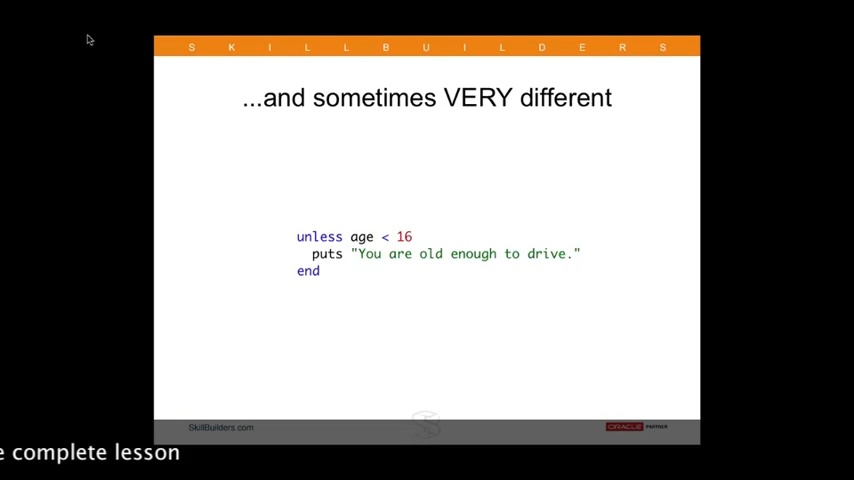 SKILLBUILDERS
...and sometimes VERY different
unless age < 16
puts "You are old enough to drive."
end
SkillBuilders.com
ORACLE PARTNER
e complete lesson